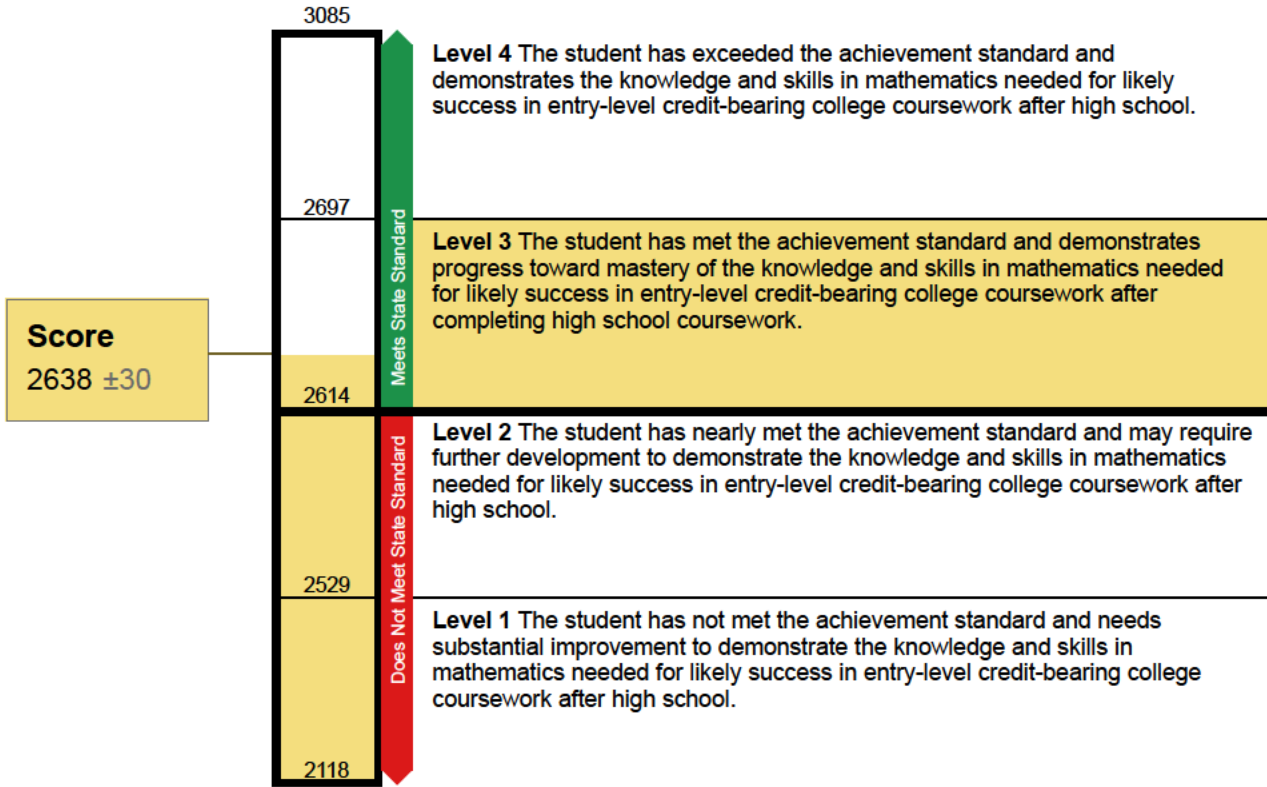 3085
Level 4 The student has exceeded the achievement standard and
demonstrates the knowledge and skills in mathematics needed for likely
success in entry-level credit-bearing college coursework after high school.
2697
Meets State Standard
Level 3 The student has met the achievement standard and demonstrates
progress toward mastery of the knowledge and skills in mathematics needed
for likely success in entry-level credit-bearing college coursework after
completing high school coursework.
Score
2638 ±30
2614
Level 2 The student has nearly met the achievement standard and may require
further development to demonstrate the knowledge and skills in mathematics
needed for likely success in entry-level credit-bearing college coursework after
high school.
Does Not Meet State Standard
2529
Level 1 The student has not met the achievement standard and needs
substantial improvement to demonstrate the knowledge and skills in
mathematics needed for likely success in entry-level credit-bearing college
coursework after high school.
2118